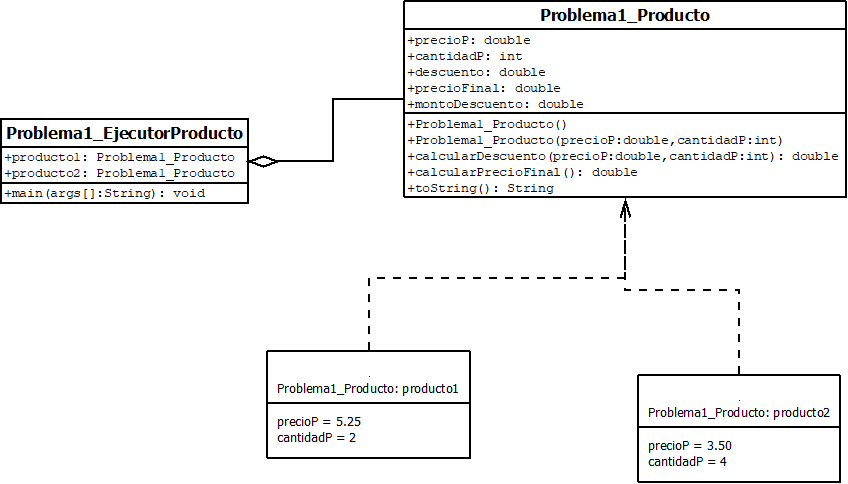 Problema1_Producto
+precioP: double
+cantidadP: int
+descuento: double
+precioFinal: double
+montoDescuento: double
+Problema1_Producto()
+Problema1_Producto(precioP:double,cantidadP:int)
+calcularDescuento(precioP:double,cantidadP:int): double
+calcularPrecioFinal(): double
+toString(): String
Problema1_EjecutorProducto
+producto1: Problema1_Producto
+producto2: Problema1_Producto
+main(args[]:String): void
Problema1_Producto: producto1
precioP = 5.25
cantidadP = 2
Problema1_Producto: producto2
precioP = 3.50
cantidadP = 4